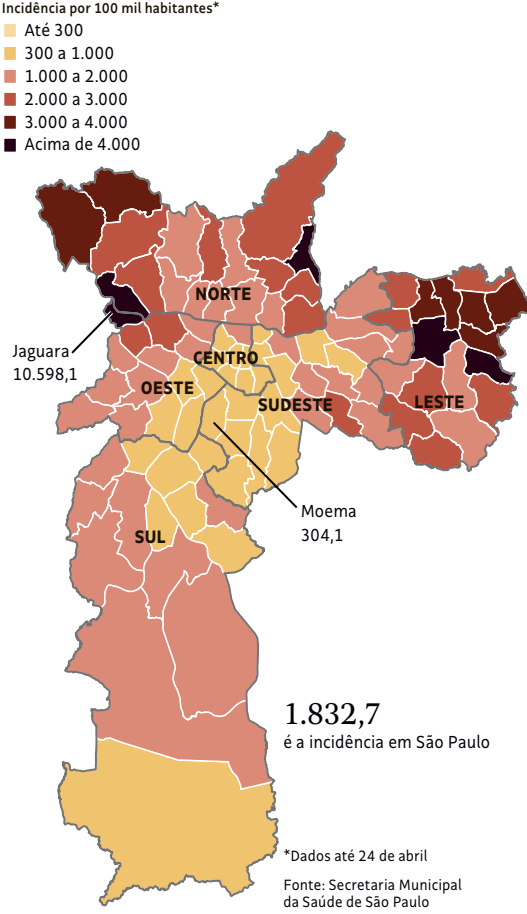 Incidência por 100 mil habitantes*
Até 300
300 a 1.000
1.000 a 2.000
2.000 a 3.000
3.000 a 4.000
Acima de 4.000
NORTE
Jaguara
10.598,1
CENTRO
OESTE
SUDESTE
LESTE
Moema
304,1
SUL
1.832,7
é a incidência em São Paulo
*Dados até 24 de abril
Fonte: Secretaria Municipal
da Saúde de São Paulo